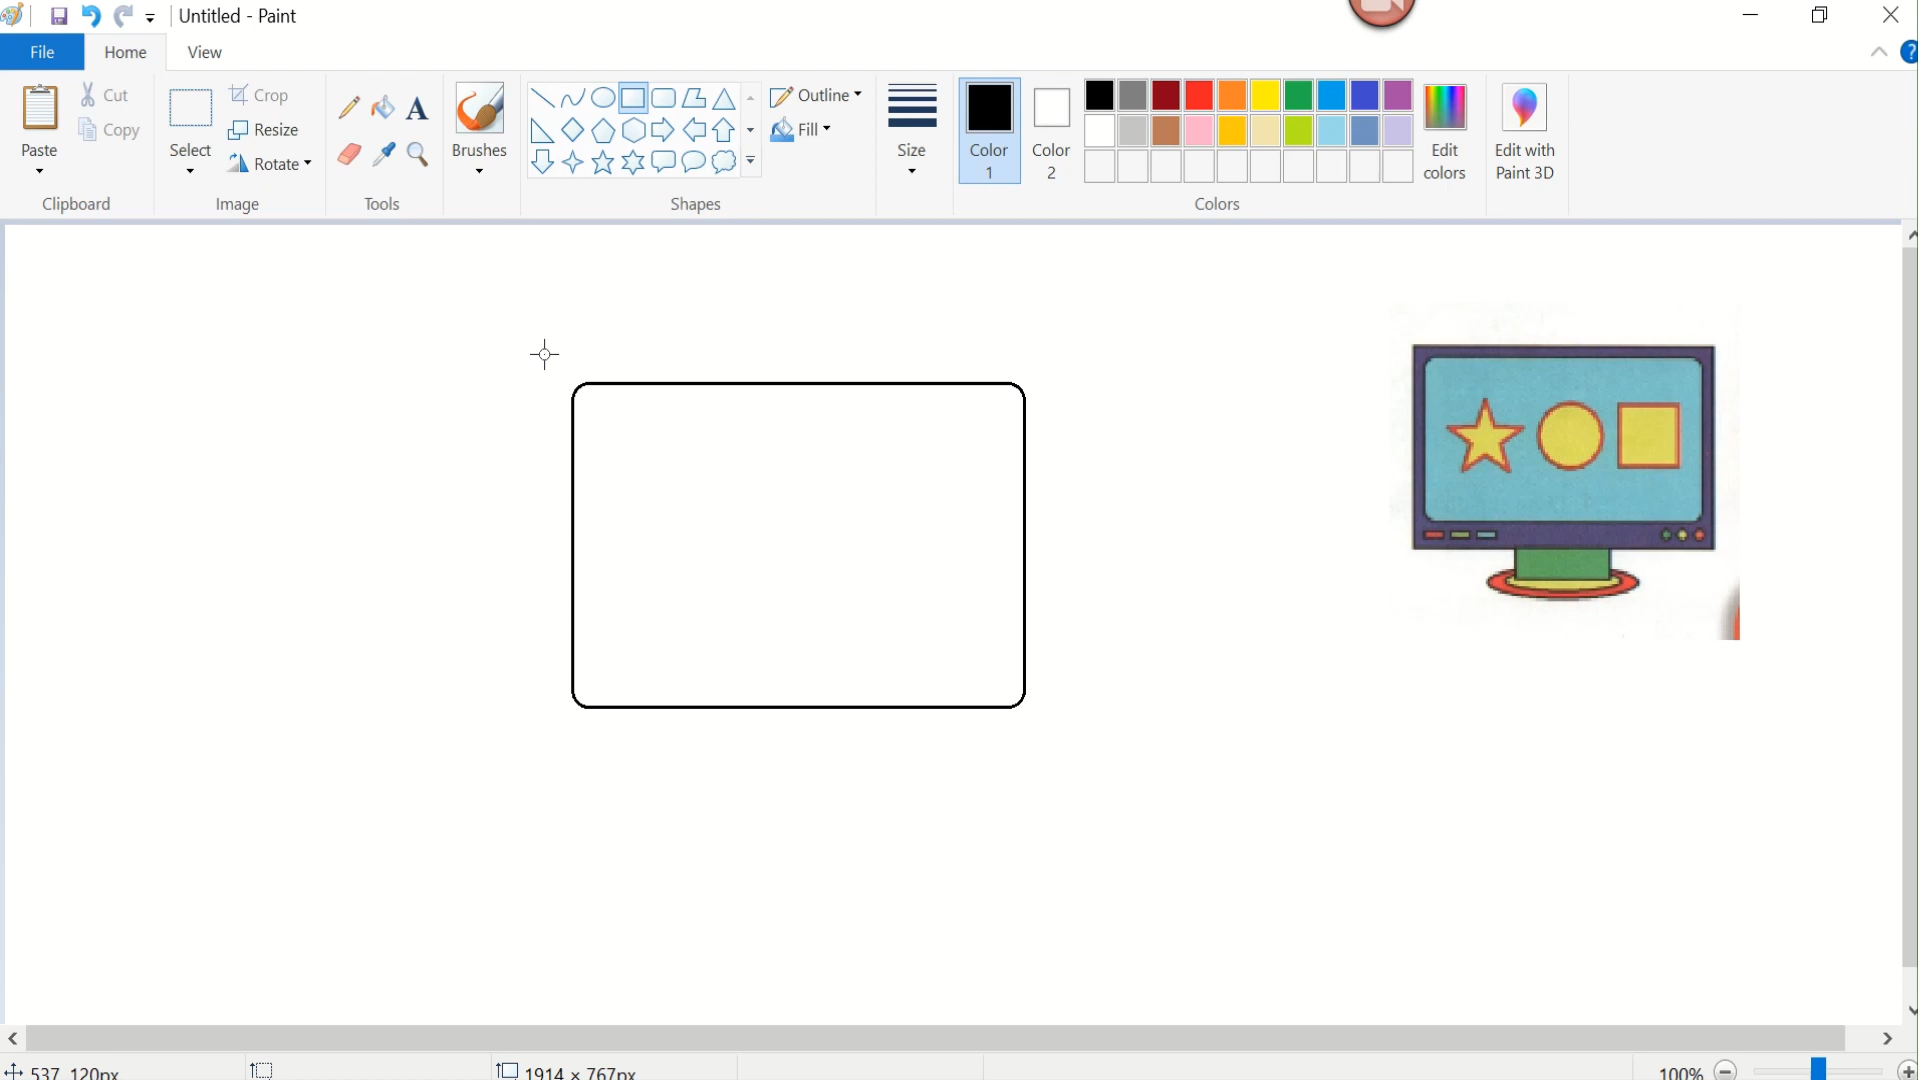 Untitled - Paint
File
Home
View
Paste
Cut
Copy
Clipboard
Select
Crop
Resize
Rotate
Image
A
Tools
Brushes
Outline
Fill
Shapes
Size
Color
1
Color
2
Edit
colors
Colors
Edit with
Paint 3D
?
537, 120px
1914 × 767px
100%